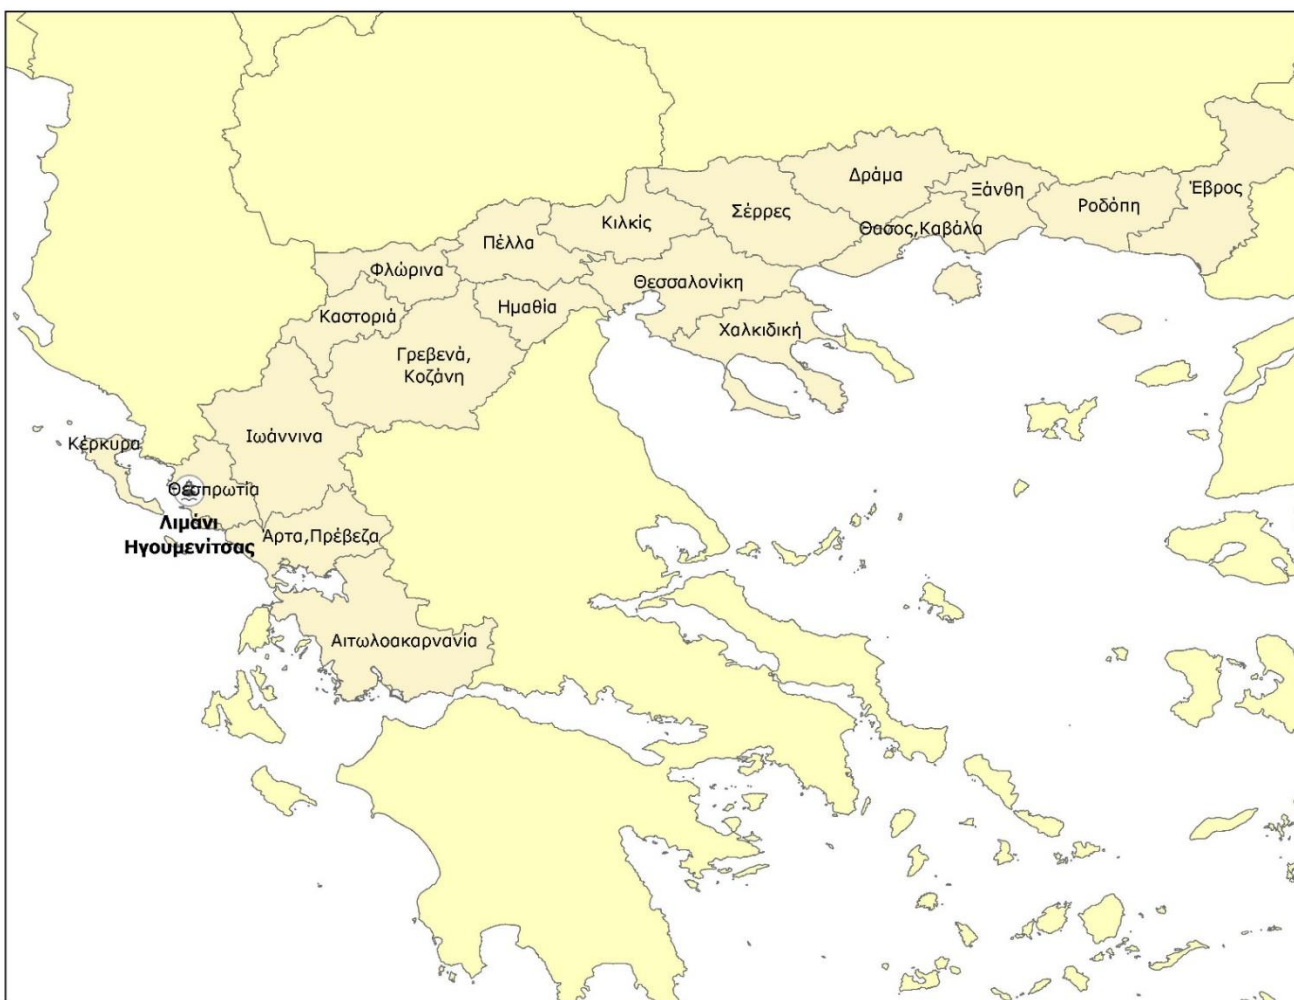 Δράμα
Ξάνθη
Έβρος
Ροδόπη
Σέρρες
Κιλκίς
Θασος,Καβάλα
Πέλλα
Φλώρινα
Θεσσαλονίκη
Ημαθία
Καστοριά
Χαλκιδική
Γρεβενά,
Κοζάνη
Ιωάννινα
Κέρκυρα
Θεσπρωτία
Λιμάνι
Ηγουμενίτσας
Άρτα,Πρέβεζα
Αιτωλοακαρνανία